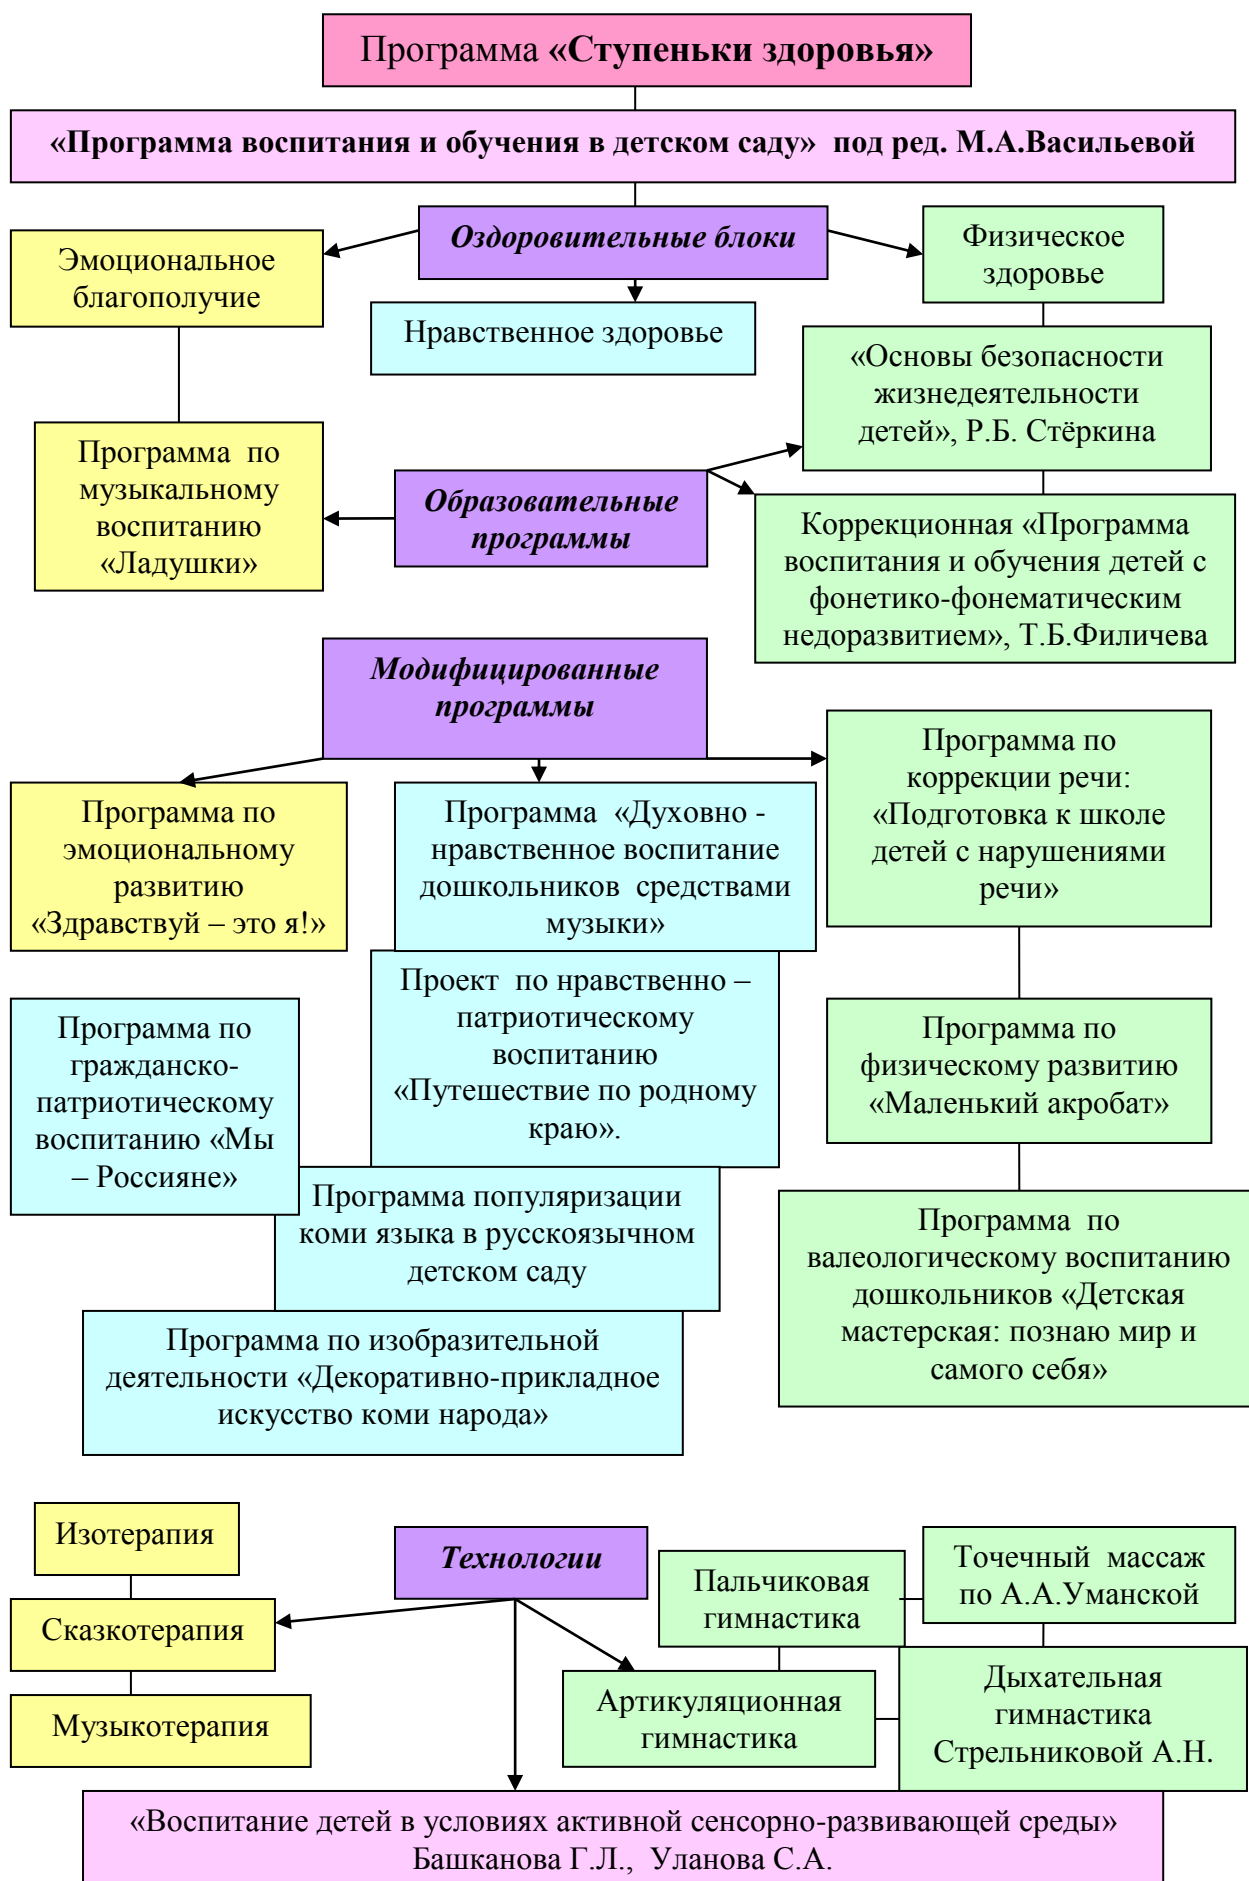 Программа «Ступеньки здоровья»
«Программа воспитания и обучения в детском саду» под ред. М.А.Васильевой
Оздоровительные блоки
Эмоциональное
благополучие
Нравственное здоровье
Физическое
здоровье
«Основы безопасности
жизнедеятельности
детей», Р.Б. Стёркина
Программа по
музыкальному
воспитанию
«Ладушки»
Образовательные
программы
Коррекционная «Программа
воспитания и обучения детей с
фонетико-фонематическим
недоразвитием», Т.Б.Филичева
Модифицированные
программы
Программа по
эмоциональному
развитию
«Здравствуй – это я!»
Программа «Духовно -
нравственное воспитание
дошкольников средствами
музыки»
Программа по
коррекции речи:
«Подготовка к школе
детей с нарушениями
речи»
Программа по
гражданско-
патриотическому
воспитанию «Мы
– Россияне»
Проект по нравственно –
патриотическому
воспитанию
«Путешествие по родному
краю».
Программа по
физическому развитию
«Маленький акробат»
Программа популяризации
коми языка в русскоязычном
детском саду
Программа по
валеологическому воспитанию
дошкольников «Детская
мастерская: познаю мир и
самого себя»
Программа по изобразительной
деятельности «Декоративно-прикладное
искусство коми народа»
Изотерапия
Сказкотерапия
Музыкотерапия
Технологии
Пальчиковая
гимнастика
Точечный массаж
по А.А.Уманской
Артикуляционная
гимнастика
Дыхательная
гимнастика
Стрельниковой А.Н.
«Воспитание детей в условиях активной сенсорно-развивающей среды»
Башканова Г.Л., Уланова С.А.